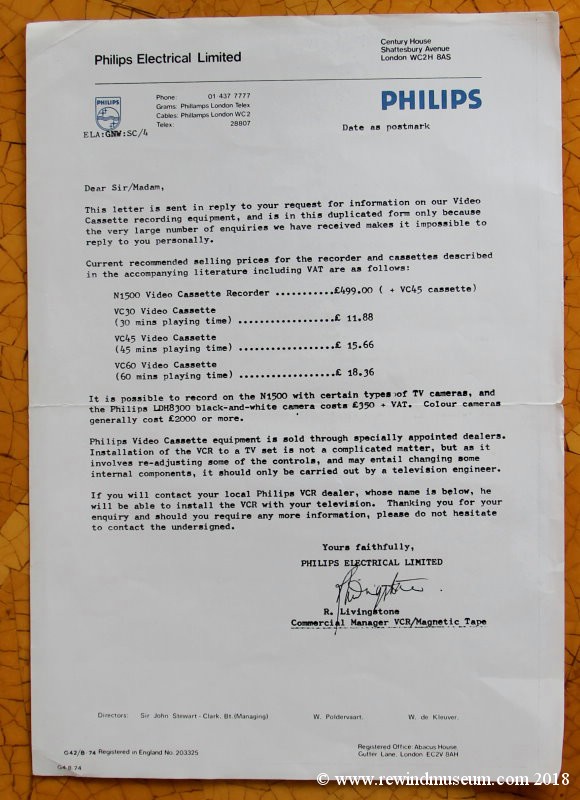 Philips Electrical Limited
Century House
Shaftesbury Avenue
London WC2H 8AS
PHILIPS
Phone: 01 437 7777
Grams: Phillamps London Telex
Cables: Phillamps London WC2
Telex: 28807
PHILIPS
ELA:GNW:SC/4
Date as postmark
Dear Sir/Madam,
This letter is sent in reply to your request for information on our Video
Cassette recording equipment, and is in this duplicated form only because
the very large number of enquiries we have received makes it impossible to
reply to you personally.
Current recommended selling prices for the recorder and cassettes described
in the accompanying literature including VAT are as follows:
N1500 Video Cassette Recorder ...........£499.00 ( + VC45 cassette)
VC30 Video Cassette
(30 mins playing time) ..................£ 11.88
VC45 Video Cassette
(45 mins playing time) ..................£ 15.66
VC60 Video Cassette
(60 mins playing time) ..................£ 18.36
It is possible to record on the N1500 with certain types of TV cameras, and
the Philips LDH8300 black-and-white camera costs £350 + VAT. Colour cameras
generally cost £2000 or more.
Philips Video Cassette equipment is sold through specially appointed dealers.
Installation of the VCR to a TV set is not a complicated matter, but as it
involves re-adjusting some of the controls, and may entail changing some
internal components, it should only be carried out by a television engineer.
If you will contact your local Philips VCR dealer, whose name is below, he
will be able to install the VCR with your television. Thanking you for your
enquiry and should you require any more information, please do not hesitate
to contact the undersigned.
Yours faithfully,
PHILIPS ELECTRICAL LIMITED
R. Livingstone
Commercial Manager VCR/Magnetic Tape
Directors: Sir John Stewart-Clark, Bt.(Managing) W. Poldervaart. W. de Kleuver.
G42/B 74 Registered in England No. 203325
Registered Office: Abacus House
Gutter Lane, London EC2V 8AH
G4 B 74
© www.rewindmuseum.com 2018